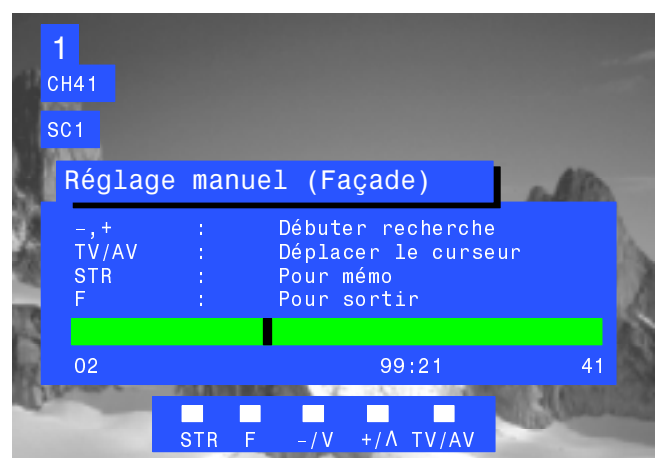 1
CH41
SC1
Réglage manuel (Façade)
–,+ : Débuter recherche
TV/AV : Déplacer le curseur
STR : Pour mémo
F : Pour sortir
02 99:21 41
STR F –/V +/Λ TV/AV